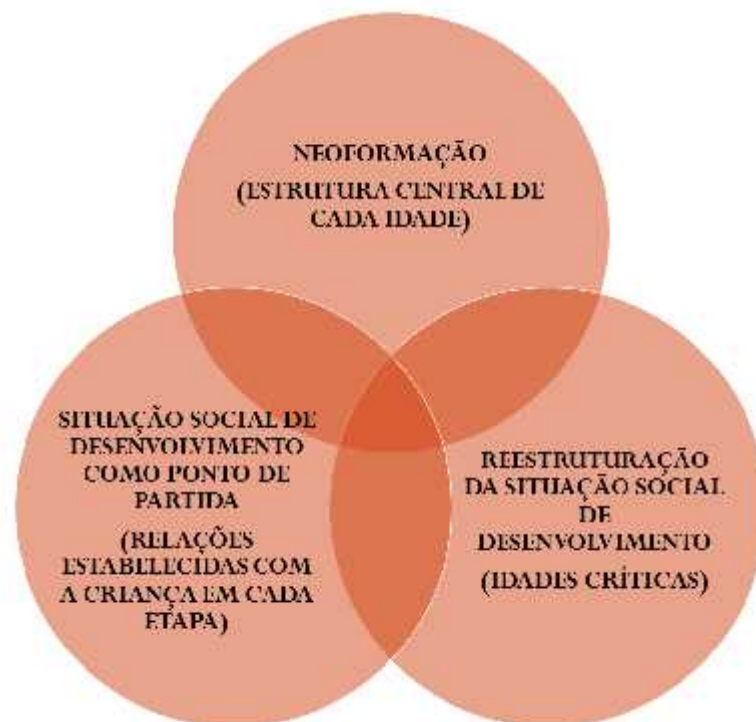 NEOFORMAÇÃO
(ESTRUTURA CENTRAL DE
CADA IDADE)
SITUAÇÃO SOCIAL DE
DESENVOLVIMENTO
COMO PONTO DE
PARTIDA
(RELAÇÕES
ESTABELECIDAS COM
A CRIANÇA EM CADA
ETAPA)
REESTRUTURAÇÃO
DA SITUAÇÃO SOCIAL
DE
DESENVOLVIMENTO
(IDADES CRÍTICAS)